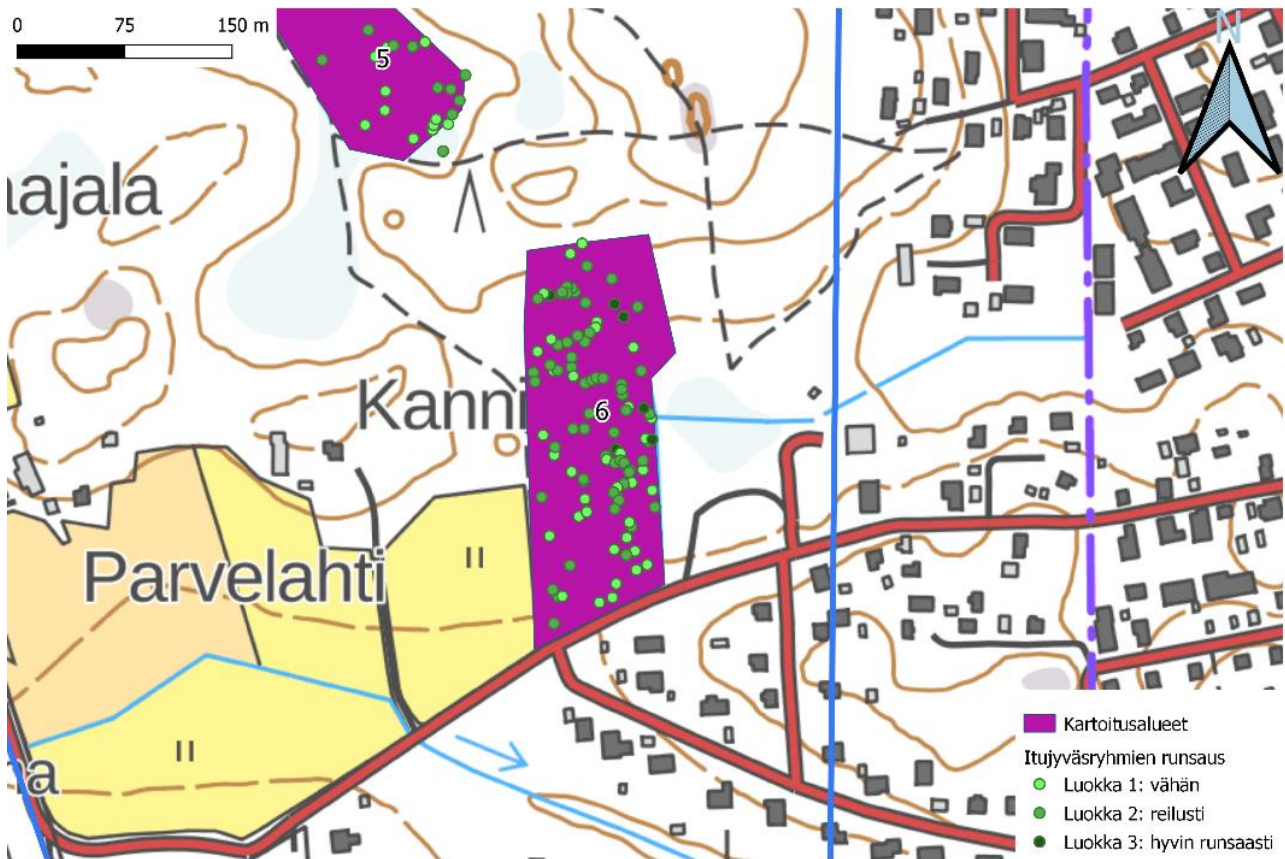 0 75 150 m
N
5
aajala
6
Kanni
II
Parvelahti
II
na
Kartoitusalueet
Itujyväsryhmien runsaus
Luokka 1: vähän
Luokka 2: reilusti
Luokka 3: hyvin runsaasti